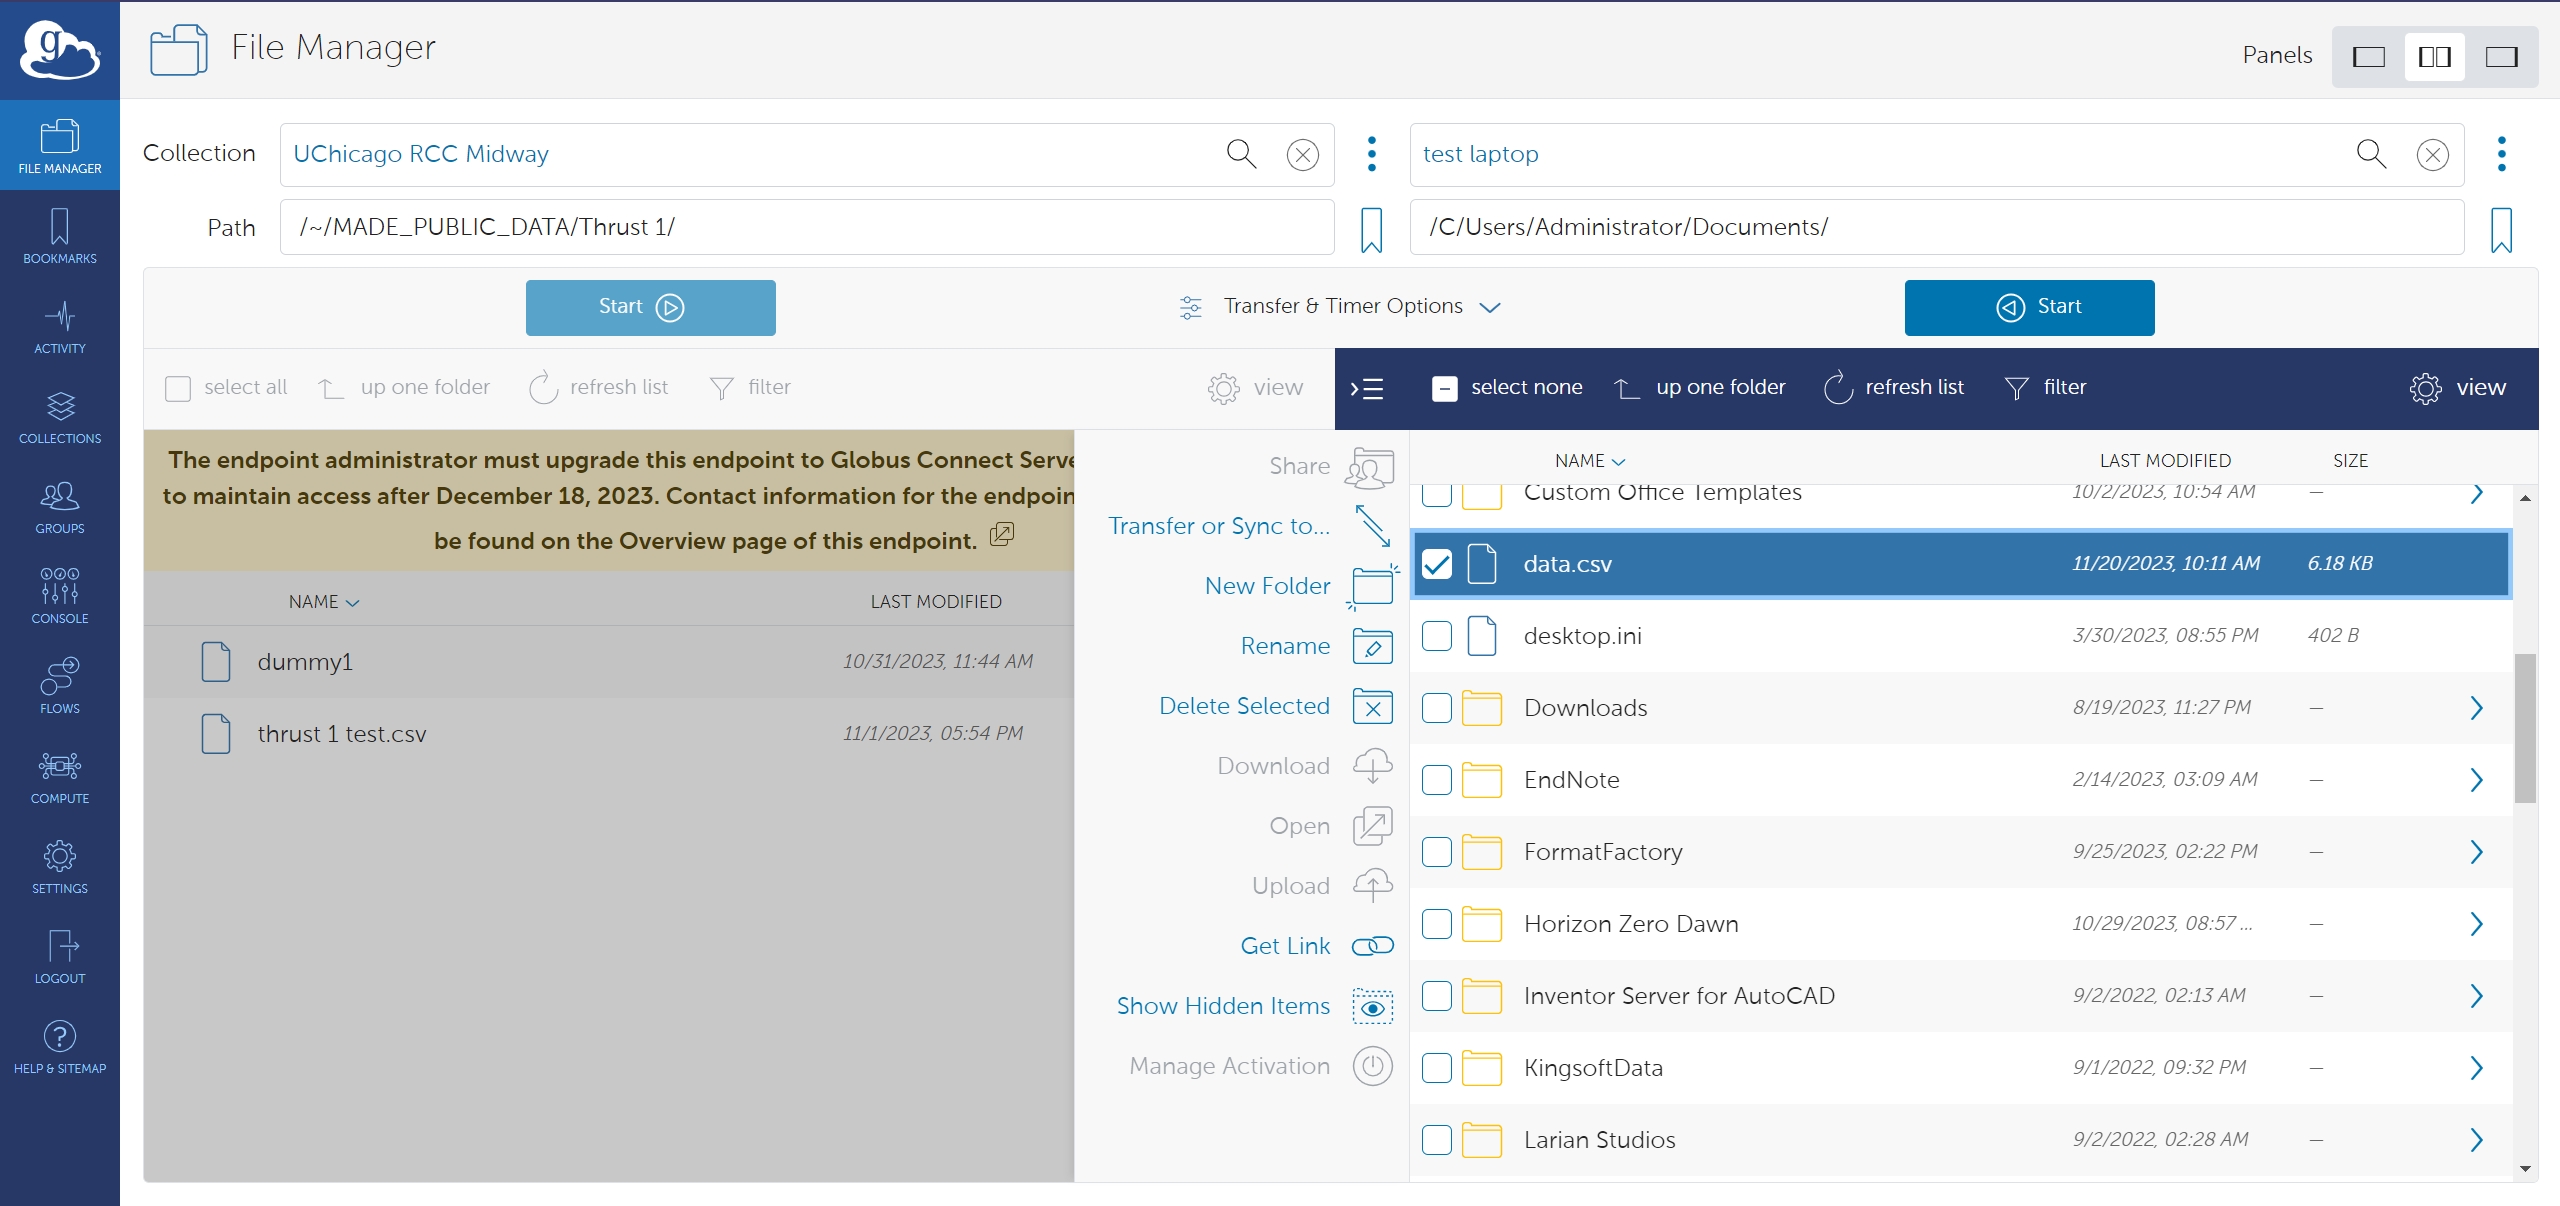 g
File Manager
Panels
FILE MANAGER
BOOKMARKS
ACTIVITY
COLLECTIONS
GROUPS
CONSOLE
FLOWS
COMPUTE
SETTINGS
LOGOUT
HELP & SITEMAP
Collection
UChicago RCC Midway
test laptop
Path
/~/MADE_PUBLIC_DATA/Thrust 1/
/C/Users/Administrator/Documents/
Start
Transfer & Timer Options
Start
select all
up one folder
refresh list
filter
view
select none
up one folder
refresh list
filter
view
The endpoint administrator must upgrade this endpoint to Globus Connect Serve
to maintain access after December 18, 2023. Contact information for the endpoin
be found on the Overview page of this endpoint.
NAME
LAST MODIFIED
dummy1
10/31/2023, 11:44 AM
thrust 1 test.csv
11/1/2023, 05:54 PM
Share
Transfer or Sync to...
New Folder
Rename
Delete Selected
Download
Open
Upload
Get Link
Show Hidden Items
Manage Activation
NAME
LAST MODIFIED
SIZE
Custom Office Templates
10/2/2023, 10:54 AM
—
data.csv
11/20/2023, 10:11 AM
6.18 KB
desktop.ini
3/30/2023, 08:55 PM
402 B
Downloads
8/19/2023, 11:27 PM
—
EndNote
2/14/2023, 03:09 AM
—
FormatFactory
9/25/2023, 02:22 PM
—
Horizon Zero Dawn
10/29/2023, 08:57 ...
—
Inventor Server for AutoCAD
9/2/2022, 02:13 AM
—
KingsoftData
9/1/2022, 09:32 PM
—
Larian Studios
9/2/2022, 02:28 AM
—